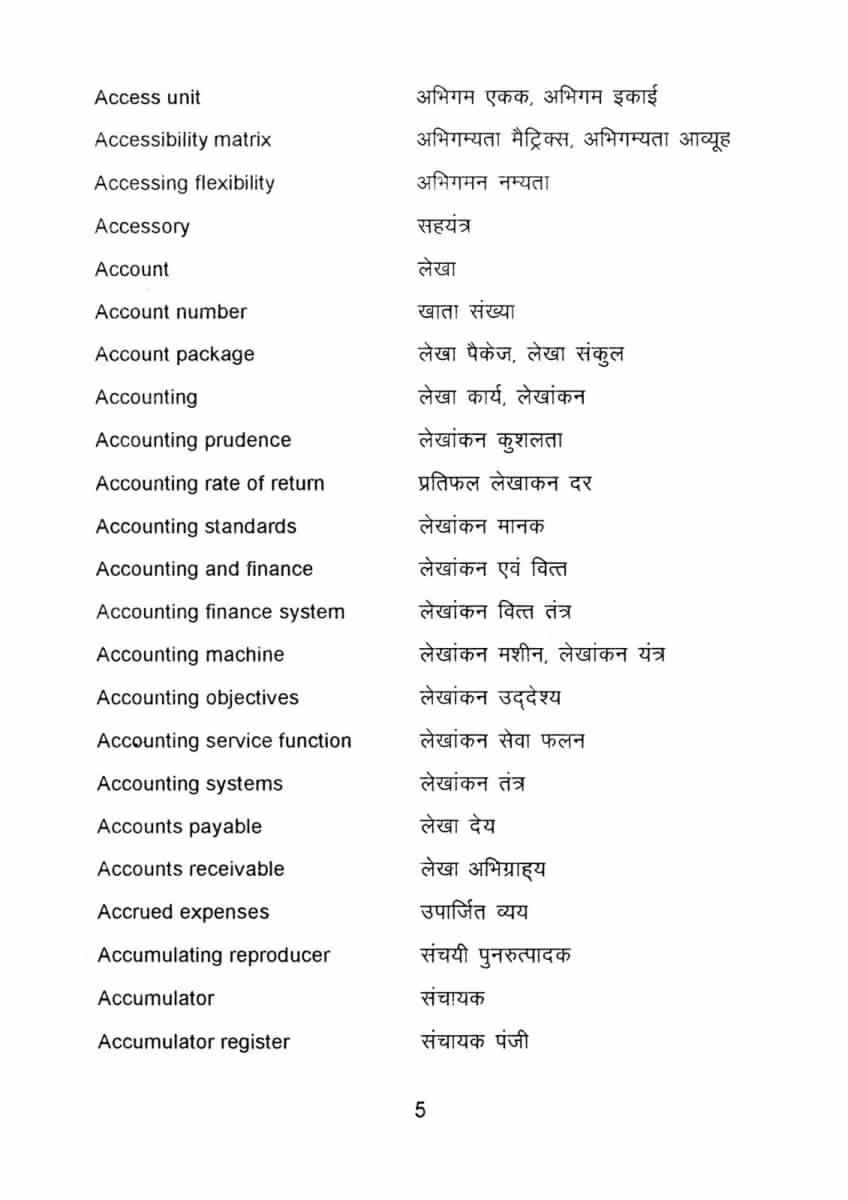 Access unit अभिगम एकक, अभिगम इकाई
Accessibility matrix अभिगम्यता मैट्रिक्स, अभिगम्यता आव्यूह
Accessing flexibility अभिगमन नम्यता
Accessory सहयंत्र
Account लेखा
Account number खाता संख्या
Account package लेखा पैकेज, लेखा संकुल
Accounting लेखा कार्य, लेखांकन
Accounting prudence लेखांकन कुशलता
Accounting rate of return प्रतिफल लेखाकन दर
Accounting standards लेखांकन मानक
Accounting and finance लेखांकन एवं वित्त
Accounting finance system लेखांकन वित्त तंत्र
Accounting machine लेखांकन मशीन, लेखांकन यंत्र
Accounting objectives लेखांकन उद्देश्य
Accounting service function लेखांकन सेवा फलन
Accounting systems लेखांकन तंत्र
Accounts payable लेखा देय
Accounts receivable लेखा अभिग्राह्य
Accrued expenses उपार्जित व्यय
Accumulating reproducer संचयी पुनरुत्पादक
Accumulator संचायक
Accumulator register संचायक पंजी
5